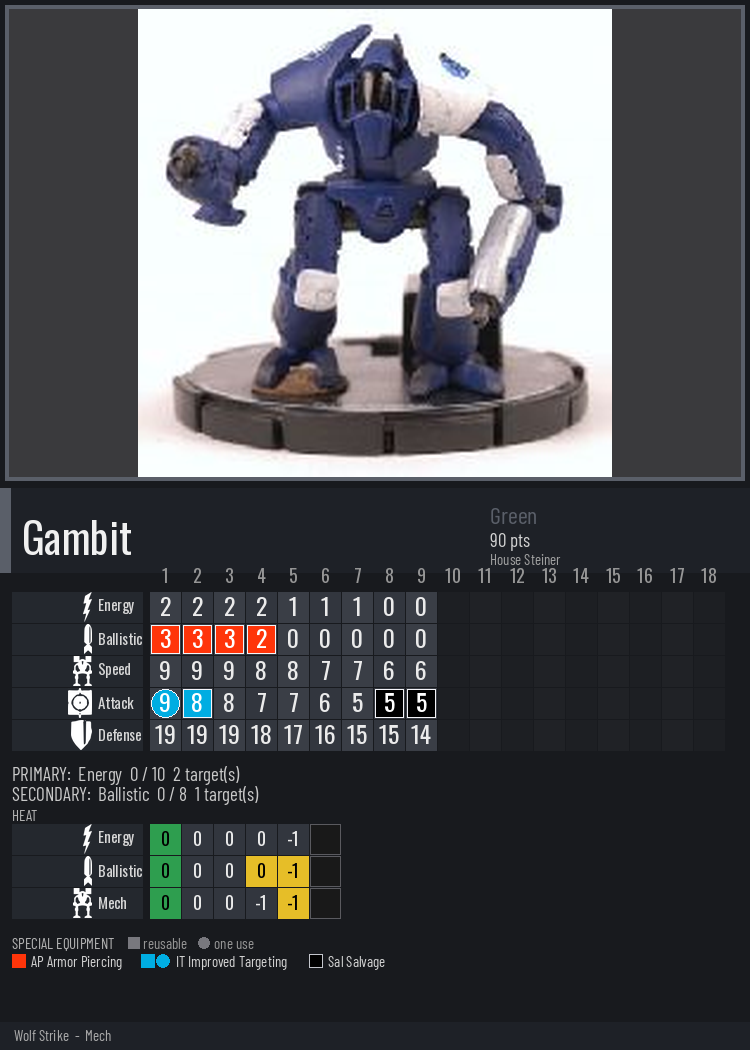 Gambit
Green
90 pts
House Steiner
1 2 3 4 5 6 7 8 9 10 11 12 13 14 15 16 17 18
Energy 2 2 2 2 1 1 1 0 0
Ballistic 3 3 3 2 0 0 0 0 0
Speed 9 9 9 8 8 7 7 6 6
Attack 9 8 8 7 7 6 5 5 5
Defense 19 19 19 18 17 16 15 15 14
PRIMARY: Energy 0 / 10 2 target(s)
SECONDARY: Ballistic 0 / 8 1 target(s)
HEAT
Energy 0 0 0 0 -1
Ballistic 0 0 0 0 -1
Mech 0 0 0 -1 -1
SPECIAL EQUIPMENT reusable one use
AP Armor Piercing IT Improved Targeting Sal Salvage
Wolf Strike - Mech